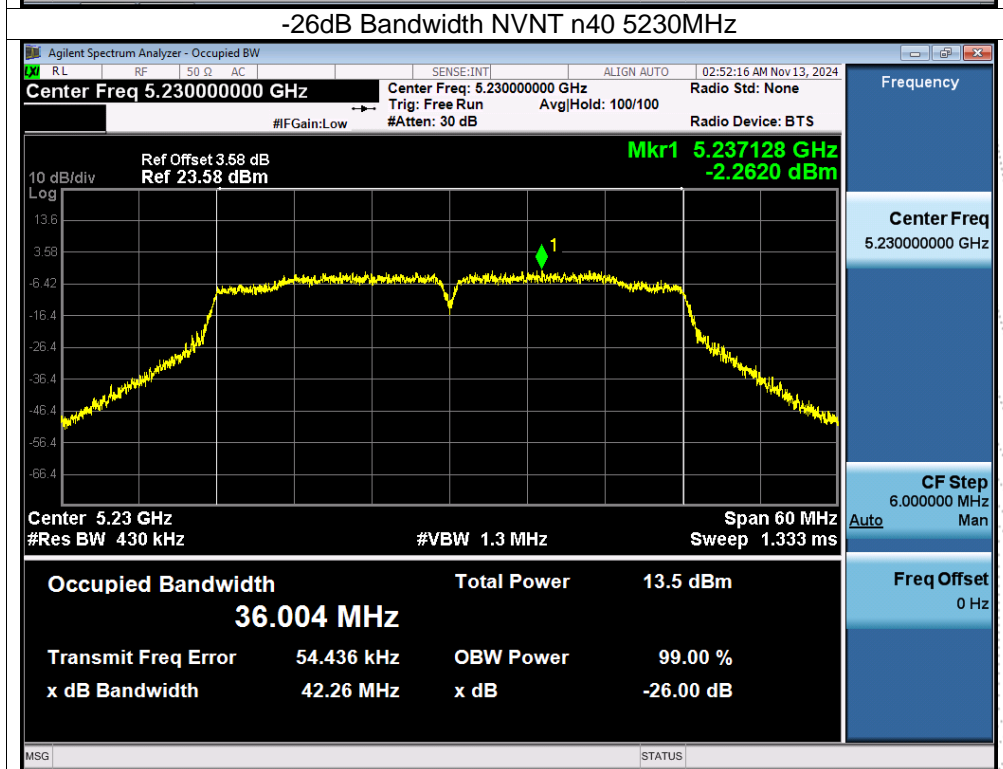 -26dB Bandwidth NVNT n40 5230MHz
Agilent Spectrum Analyzer - Occupied BW
LXI RL RF 50 Ω AC SENSE:INT ALIGN AUTO 02:52:16 AM Nov 13, 2024
Center Freq 5.230000000 GHz
Center Freq: 5.230000000 GHz Radio Std: None
Trig: Free Run Avg|Hold: 100/100
#IFGain:Low #Atten: 30 dB Radio Device: BTS
Mkr1 5.237128 GHz
-2.2620 dBm
Ref Offset 3.58 dB
10 dB/div Ref 23.58 dBm
Log
13.6
3.58
-6.42
-16.4
-26.4
-36.4
-46.4
-56.4
-66.4
1
Center 5.23 GHz Span 60 MHz
#Res BW 430 kHz #VBW 1.3 MHz Sweep 1.333 ms
Occupied Bandwidth Total Power 13.5 dBm
36.004 MHz
Transmit Freq Error 54.436 kHz OBW Power 99.00 %
x dB Bandwidth 42.26 MHz x dB -26.00 dB
MSG STATUS
Frequency
Center Freq
5.230000000 GHz
CF Step
6.000000 MHz
Auto Man
Freq Offset
0 Hz